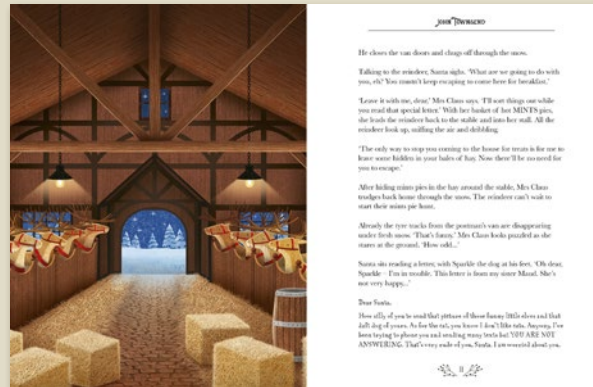 JOHN TOWNSEND
He closes the van doors and chugs off through the snow.
Talking to the reindeer, Santa sighs. 'What are we going to do with
you, eh? You mustn't keep escaping to come here for breakfast.'
'Leave it with me, dear,' Mrs Claus says. 'I'll sort things out while
you read that special letter.' With her basket of hot MINTS pies,
she leads the reindeer back to the stable and into her stall. All the
reindeer look up, sniffing the air and dribbling.
'The only way to stop you coming to the house for treats is for me to
leave some hidden in your bales of hay. Now there'll be no need for
you to escape.'
After hiding mints pies in the hay around the stable, Mrs Claus
trudges back home through the snow. The reindeer can't wait to
start their mints pie hunt.
Already the tyre tracks from the postman's van are disappearing
under fresh snow. 'That's funny.' Mrs Claus looks puzzled as she
stares at the ground. 'How odd...'
Santa sits reading a letter, with Sparkle the dog at his feet. 'Oh dear,
Sparkle – I'm in trouble. This letter is from my sister Maud. She's
not very happy...'
Dear Santa,
How silly of you to send that picture of those funny little elves and that
daft dog of yours. As for the rat, you know I don't like rats. Anyway, I've
been trying to phone you and sending many texts but YOU ARE NOT
ANSWERING. That's very rude of you, Santa. I am worried about you.
11